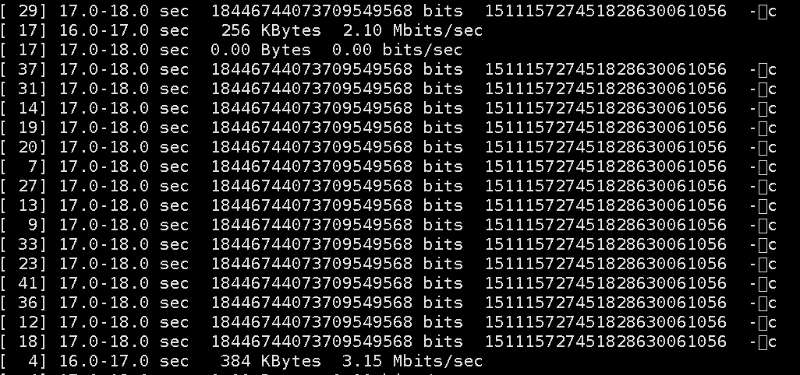 [ 29] 17.0-18.0 sec  18446744073709549568 bits  151115727451828630061056  -▯c
[ 17] 16.0-17.0 sec   256 KBytes  2.10 Mbits/sec
[ 17] 17.0-18.0 sec  0.00 Bytes  0.00 bits/sec
[ 37] 17.0-18.0 sec  18446744073709549568 bits  15111572745182863​0061056  -▯c
[ 31] 17.0-18.0 sec  18446744073709549568 bits  151115727451828630061056  -▯c
[ 14] 17.0-18.0 sec  18446744073709549568 bits  151115727451828630061056  -▯c
[ 19] 17.0-18.0 sec  18446744073709549568 bits  151115727451828630061056  -▯c
[ 20] 17.0-18.0 sec  18446744073709549568 bits  151115727451828630061056  -▯c
[  7] 17.0-18.0 sec  18446744073709549568 bits  151115727451828630061056  -▯c
[ 27] 17.0-18.0 sec  18446744073709549568 bits  151115727451828630061056  -▯c
[ 13] 17.0-18.0 sec  18446744073709549568 bits  151115727451828630061056  -▯c
[  9] 17.0-18.0 sec  18446744073709549568 bits  151115727451828630061056  -▯c
[ 33] 17.0-18.0 sec  18446744073709549568 bits  151115727451828630061056  -▯c
[ 23] 17.0-18.0 sec  18446744073709549568 bits  151115727451828630061056  -▯c
[ 41] 17.0-18.0 sec  18446744073709549568 bits  151115727451828630061056  -▯c
[ 36] 17.0-18.0 sec  18446744073709549568 bits  151115727451828630061056  -▯c
[ 12] 17.0-18.0 sec  18446744073709549568 bits  151115727451828630061056  -▯c
[ 18] 17.0-18.0 sec  18446744073709549568 bits  151115727451828630061056  -▯c
[  4] 16.0-17.0 sec   384 KBytes  3.15 Mbits/sec